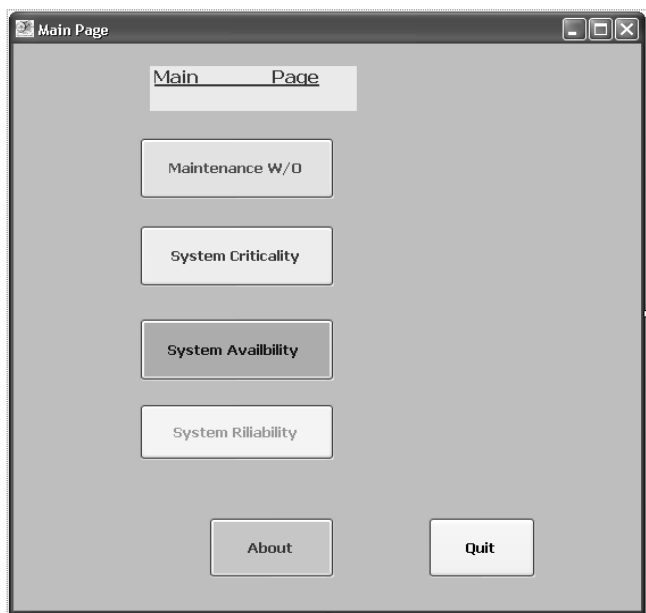 Main Page
Main Page
Maintenance W/O
System Criticality
System Availbility
System Riliability
About Quit